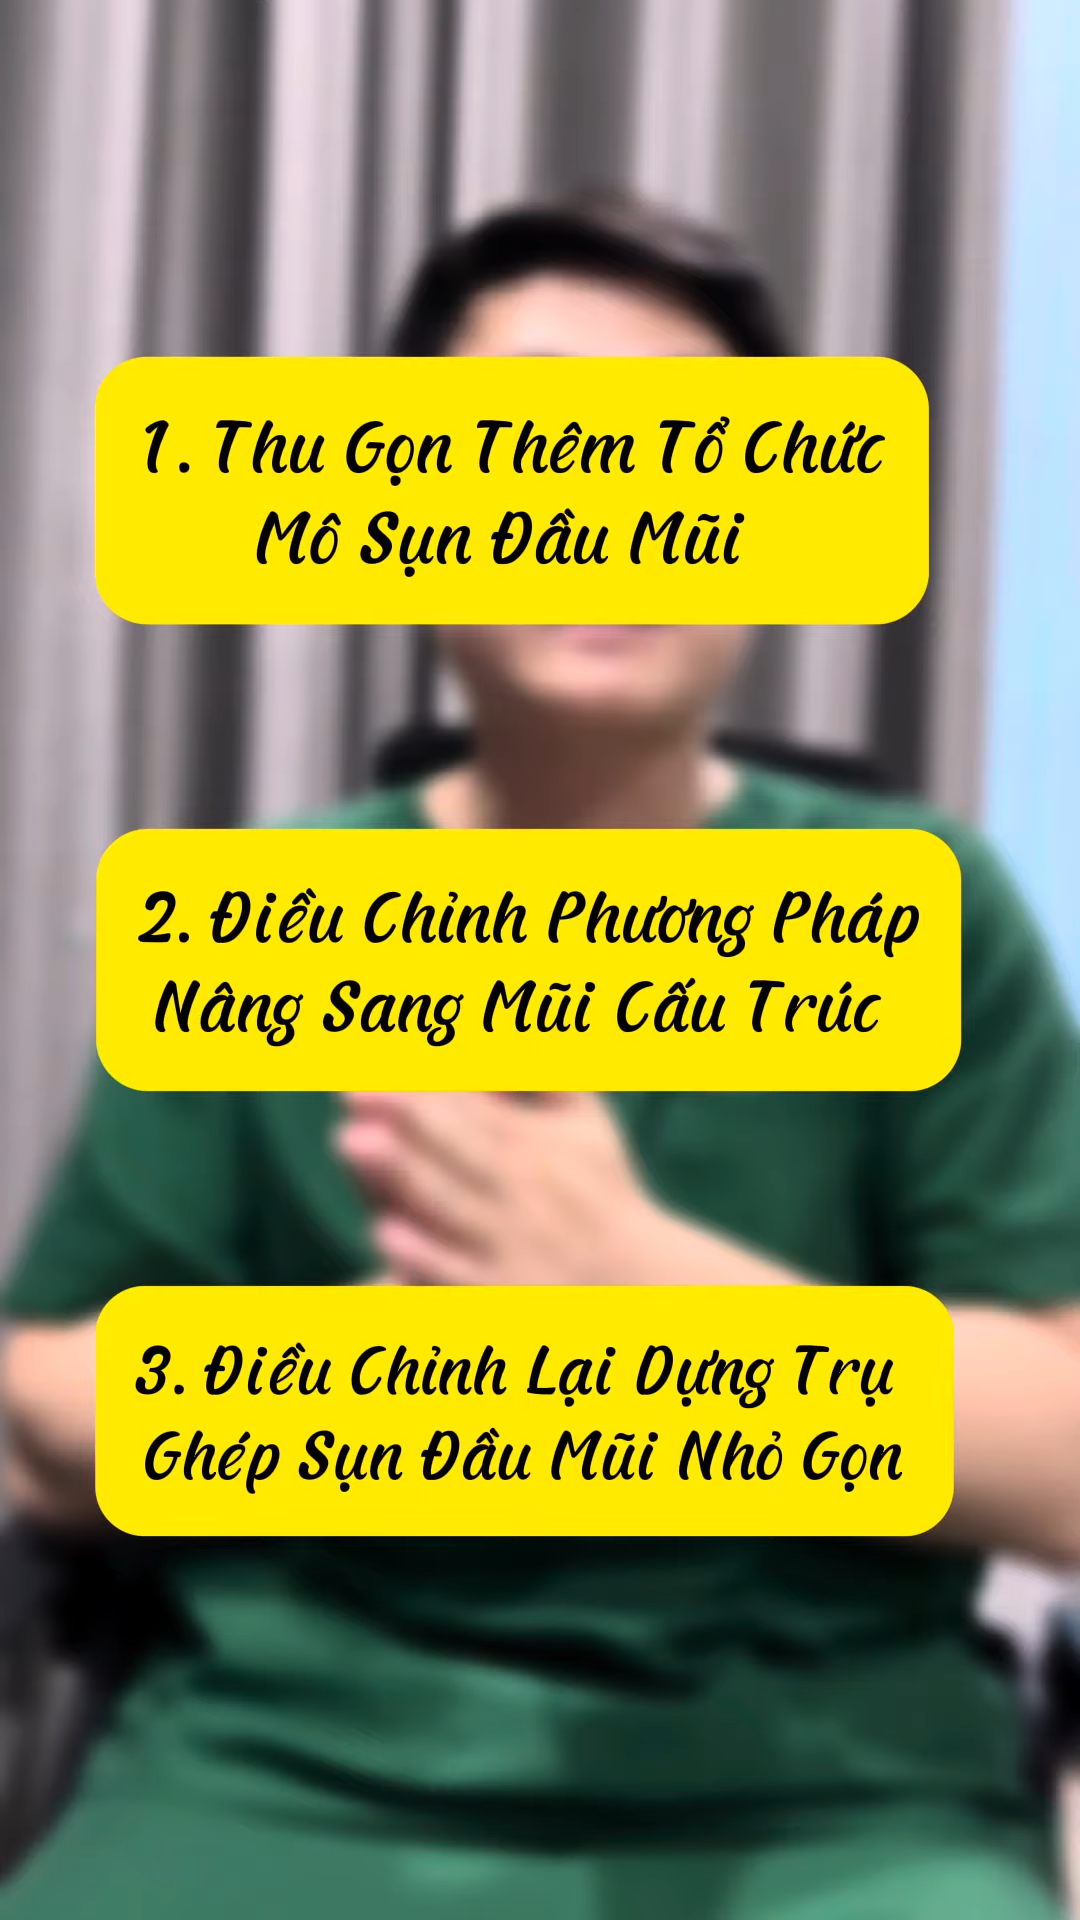 1. Thu Gọn Thêm Tổ Chức
Mô Sụn Đầu Mũi
2. Điều Chỉnh Phương Pháp
Nâng Sang Mũi Cấu Trúc
3. Điều Chỉnh Lại Dựng Trụ
Ghép Sụn Đầu Mũi Nhỏ Gọn